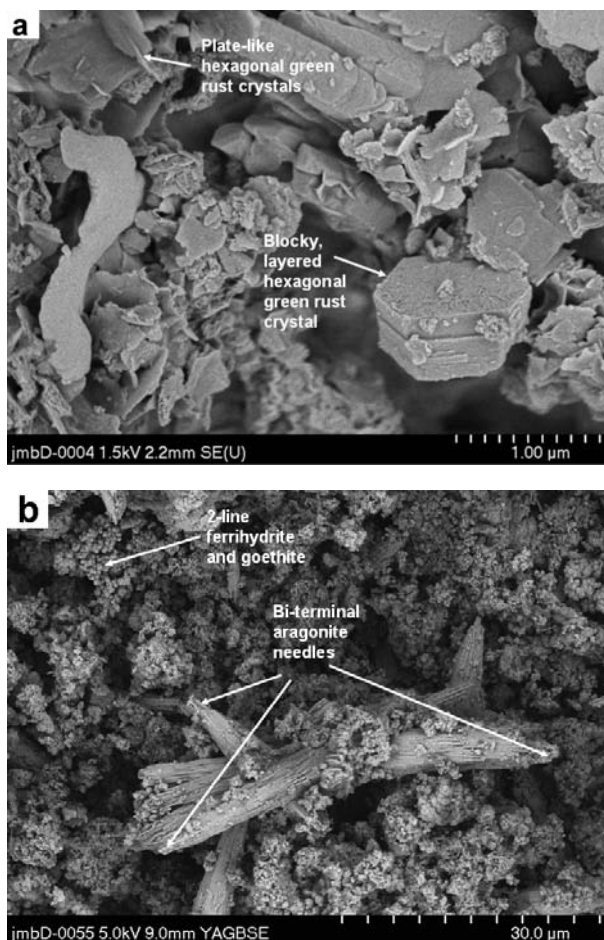 a
Plate-like
hexagonal green
rust crystals
Blocky,
layered
hexagonal
green rust
crystal
jmbD-0004 1.5kV 2.2mm SE(U)
1.00 µm
b
2-line
ferrihydrite
and goethite
Bi-terminal
aragonite
needles
jmbD-0055 5.0kV 9.0mm YAGBSE
30.0 µm